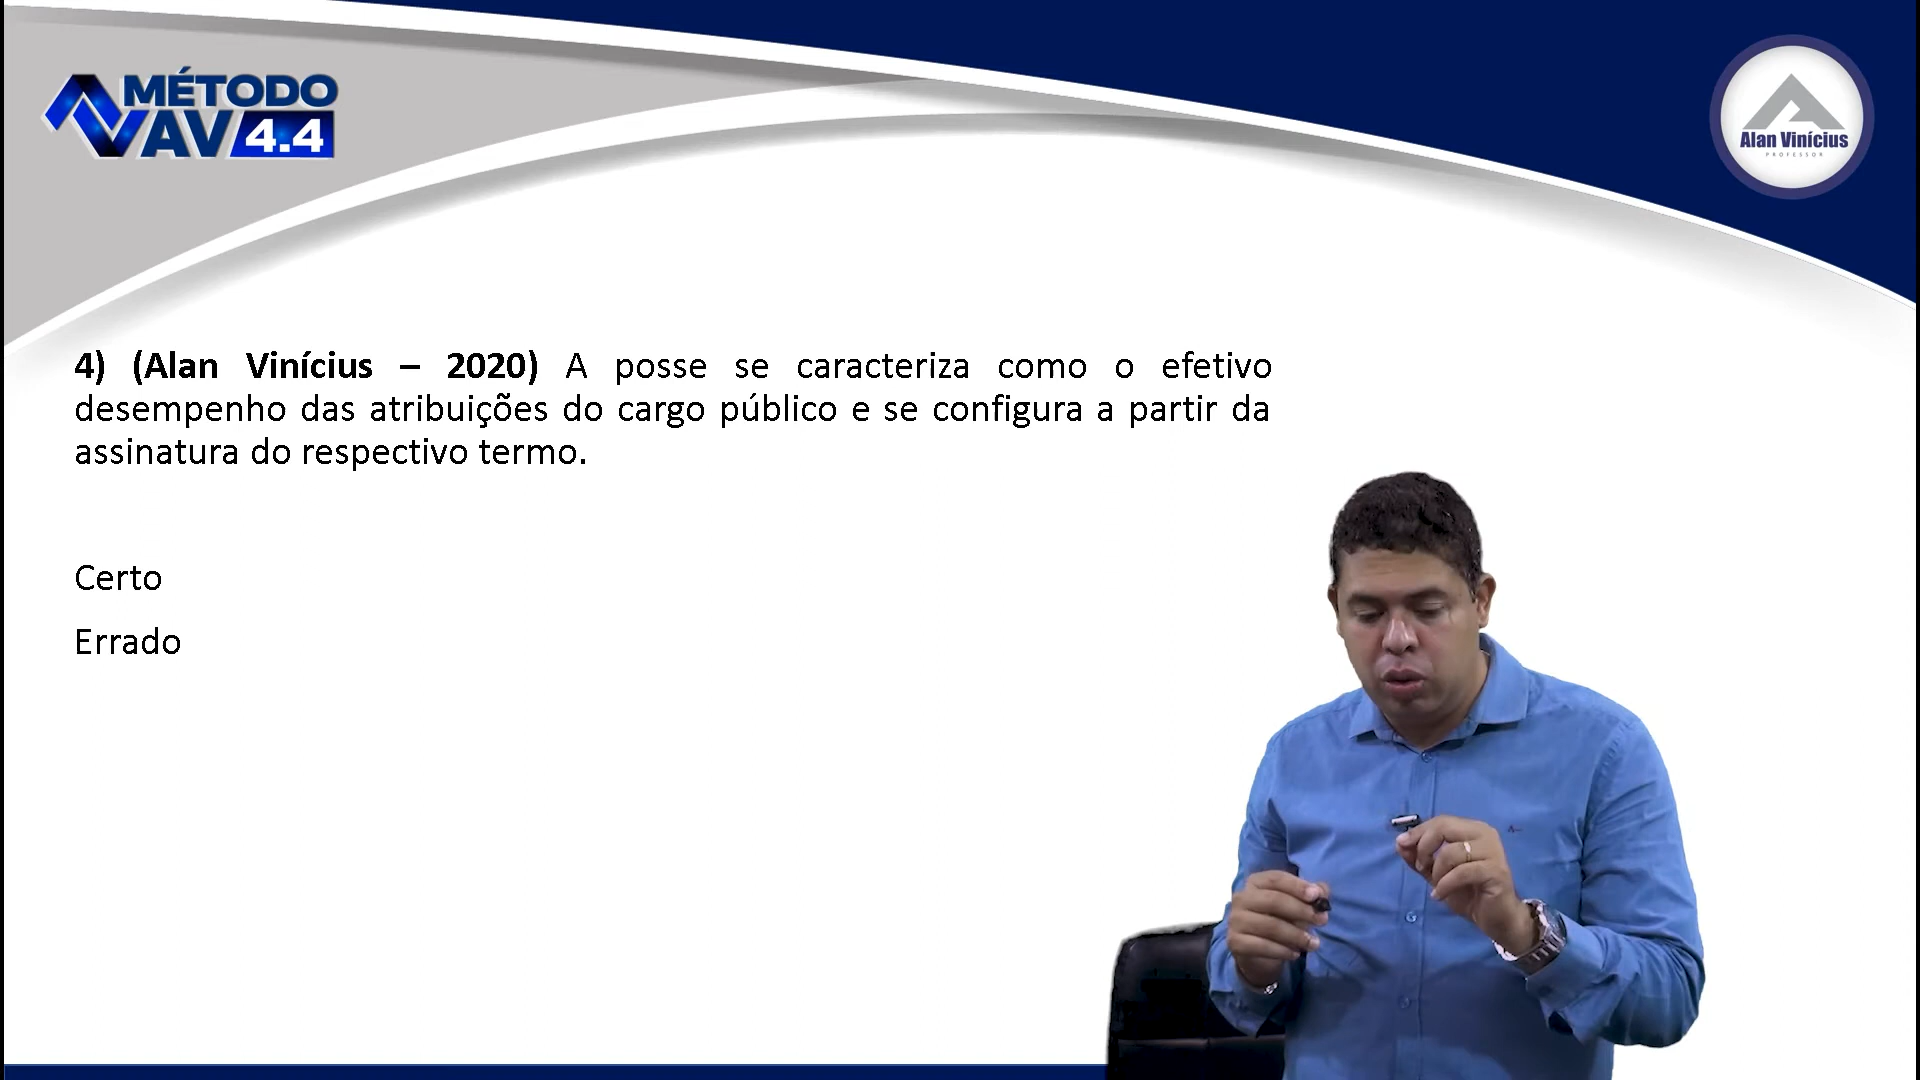 MÉTODO
AV 4.4
Alan Vinícius
PROFESSOR
4) (Alan Vinícius – 2020) A posse se caracteriza como o efetivo
desempenho das atribuições do cargo público e se configura a partir da
assinatura do respectivo termo.
Certo
Errado